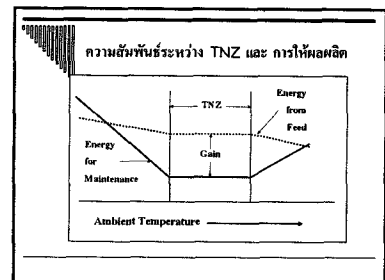 ความสัมพันธ์ระหว่าง TNZ และ การให้ผลผลิต
TNZ
Energy
from
Feed
Energy
for
Maintenance
Gain
Ambient Temperature